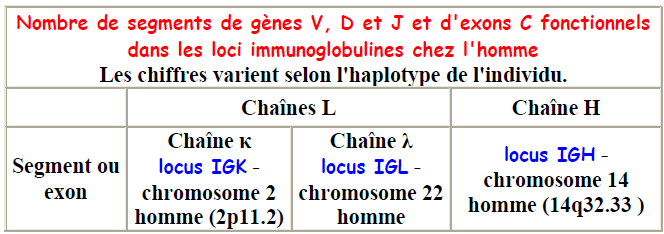 Nombre de segments de gènes V, D et J et d'exons C fonctionnels
dans les loci immunoglobulines chez l'homme
Les chiffres varient selon l'haplotype de l'individu.
Chaînes L
Chaîne H
Segment ou
exon
Chaîne κ
locus IGK -
chromosome 2
homme (2p11.2)
Chaîne λ
locus IGL -
chromosome 22
homme
locus IGH -
chromosome 14
homme (14q32.33 )